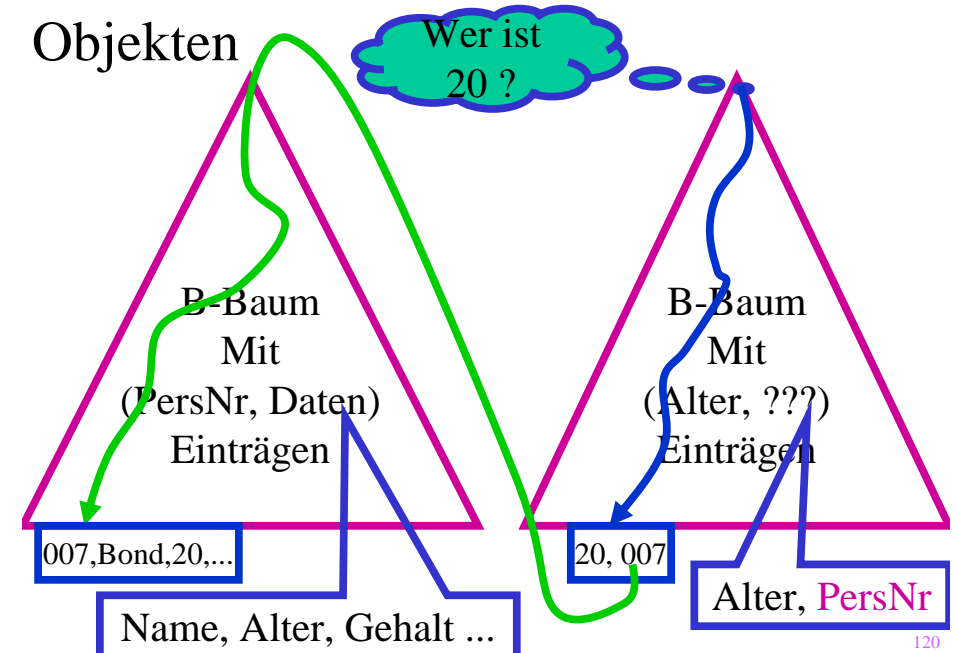 Objekten
Wer ist
20 ?
B-Baum
Mit
(PersNr, Daten)
Einträgen
B-Baum
Mit
(Alter, ???)
Einträgen
007,Bond,20,...
20, 007
Name, Alter, Gehalt ...
Alter, PersNr
120